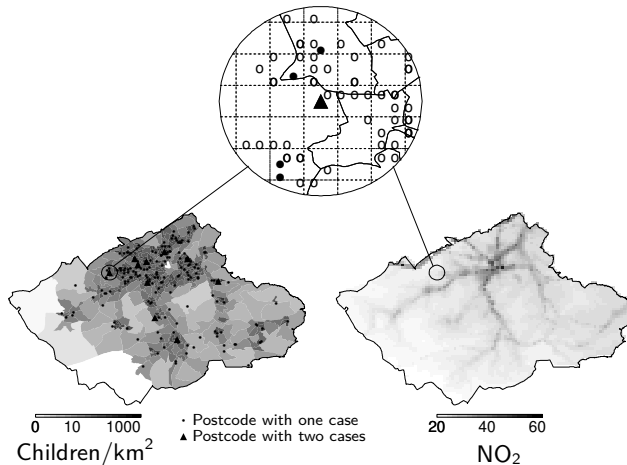 0 10 1000
Children/km²
Postcode with one case
Postcode with two cases
20 40 60
NO₂